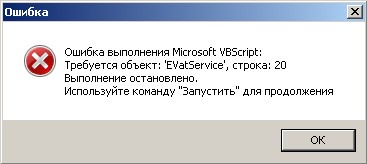 Ошибка
Ошибка выполнения Microsoft VBScript:
Требуется объект: 'EVatService', строка: 20
Выполнение остановлено.
Используйте команду "Запустить" для продолжения
OK